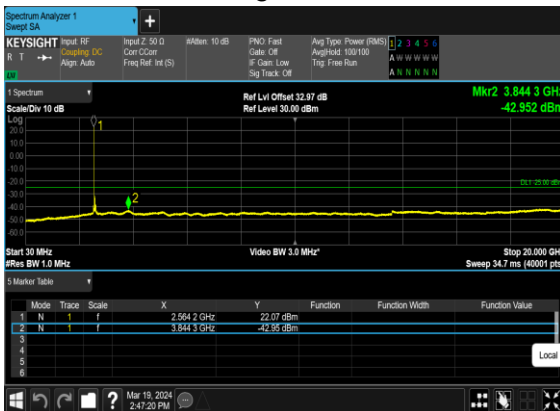 Spectrum Analyzer 1
Swept SA
KEYSIGHT
R T
LV
Input: RF
Coupling: DC
Align: Auto
Input Z: 50 Ω
Corr CCorr
Freq Ref: Int (S)
#Atten: 10 dB
PNO: Fast
Gate: Off
IF Gain: Low
Sig Track: Off
Avg Type: Power (RMS)
Avg|Hold: 100/100
Trig: Free Run
1 2 3 4 5 6
A W W W W W
A N N N N N
1 Spectrum
Scale/Div 10 dB
Ref Lvl Offset 32.97 dB
Ref Level 30.00 dBm
Mkr2 3.844 3 GHz
-42.952 dBm
Log
20.0
10.0
0.00
-10.0
-20.0
-30.0
-40.0
-50.0
-60.0
1
2
DL1 -25.00 dBm
Start 30 MHz
#Res BW 1.0 MHz
Video BW 3.0 MHz*
Stop 20.000 GH
Sweep 34.7 ms (40001 pts
5 Marker Table
Mode Trace Scale X Y Function Function Width Function Value
1 N 1 f 2.564 2 GHz 22.07 dBm
2 N 1 f 3.844 3 GHz -42.95 dBm
3
4
5
6
Local
?
Mar 19, 2024
2:47:20 PM